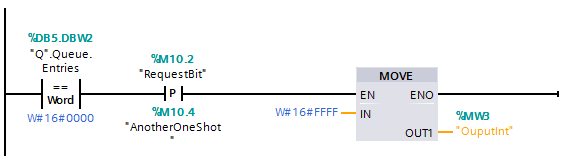 %DB5.DBW2
"Q".Queue.
Entries
==
Word
W#16#0000
%M10.2
"RequestBit"
P
%M10.4
"AnotherOneShot
"
MOVE
EN ENO
W#16#FFFF IN
OUT1
%MW3
"OuputInt"